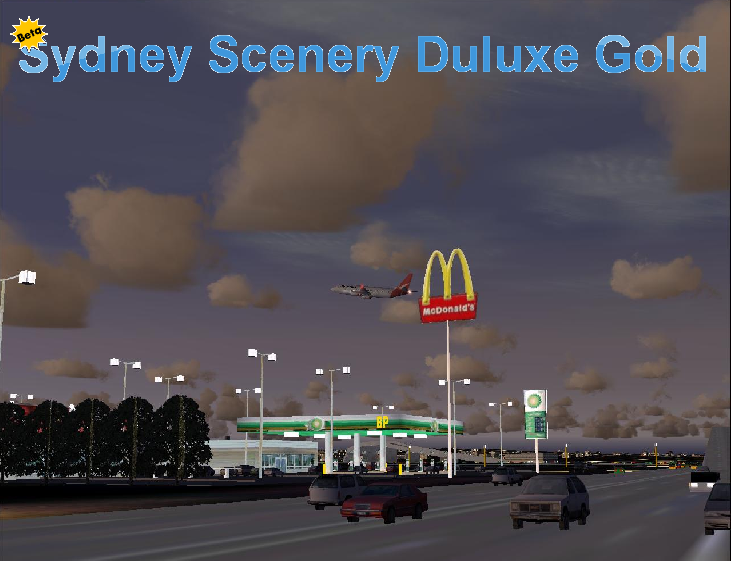 Beta
Sydney Scenery Duluxe Gold
McDonald's
BP